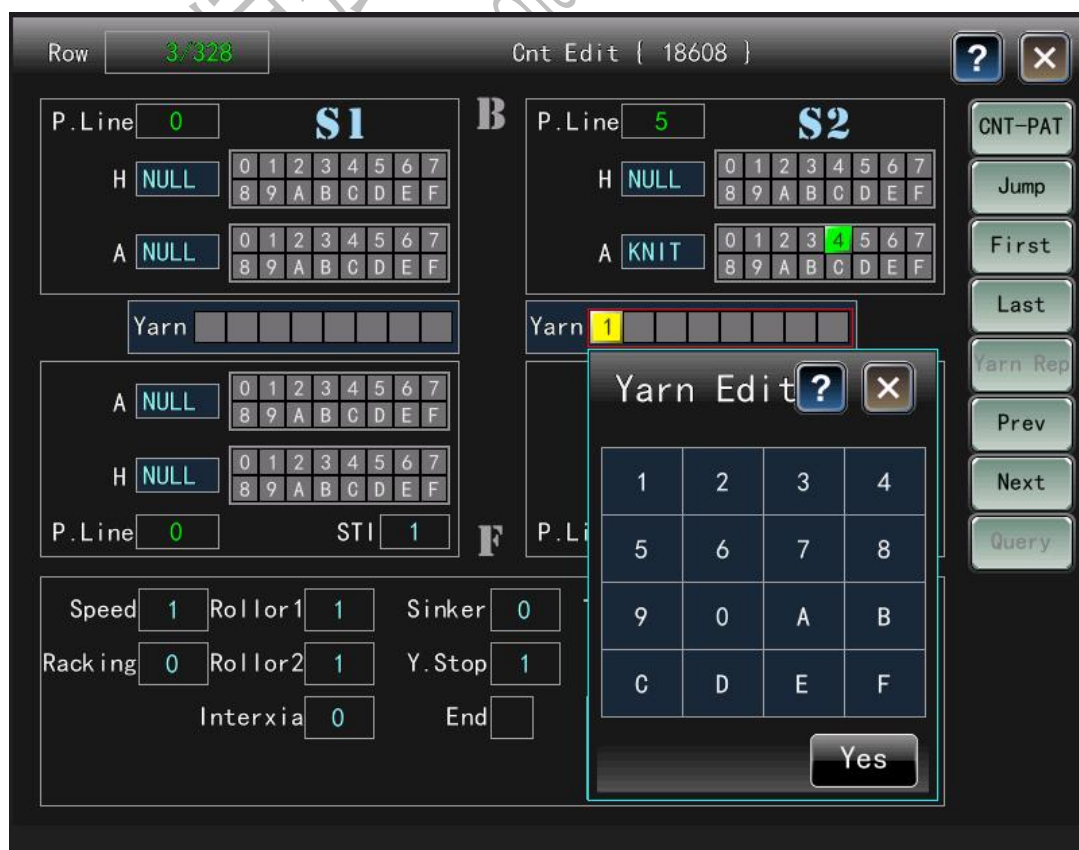 Row 3/328 Cnt Edit { 18608 } ? ×
P.Line 0 S1 B P.Line 5 S2 CNT-PAT
H NULL 0 1 2 3 4 5 6 7 H NULL 0 1 2 3 4 5 6 7 Jump
8 9 A B C D E F 8 9 A B C D E F
A NULL 0 1 2 3 4 5 6 7 A KNIT 0 1 2 3 4 5 6 7 First
8 9 A B C D E F 8 9 A B C D E F
Last
Yarn Yarn 1
Yarn Rep
A NULL 0 1 2 3 4 5 6 7 Yarn Edit ? ×
8 9 A B C D E F Prev
H NULL 0 1 2 3 4 5 6 7 1 2 3 4 Next
8 9 A B C D E F
P.Line 0 STI 1 F 5 6 7 8 Query
Speed 1 Rollor1 1 Sinker 0 9 0 A B
Racking 0 Rollor2 1 Y.Stop 1 C D E F
Interxia 0 End
Yes